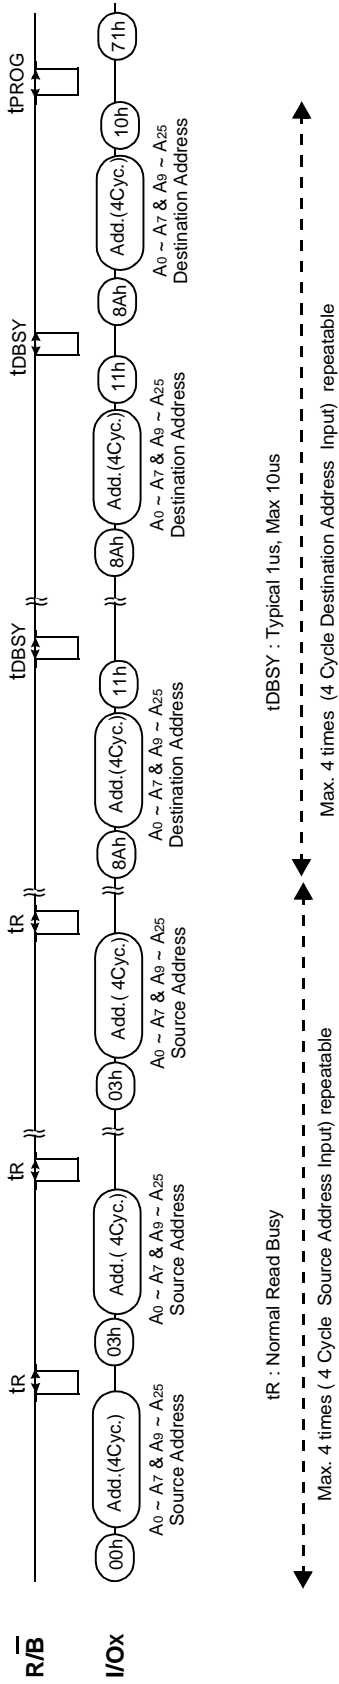 R/B
tR
tR
tR
tDBSY
tDBSY
tPROG
I/Ox
00h
Add.(4Cyc.)
03h
Add.( 4Cyc.)
03h
Add.( 4Cyc.)
8Ah
Add.(4Cyc.)
11h
8Ah
Add.(4Cyc.)
11h
8Ah
Add.(4Cyc.)
10h
71h
A0 ~ A7 & A9 ~ A25
Source Address
A0 ~ A7 & A9 ~ A25
Source Address
A0 ~ A7 & A9 ~ A25
Source Address
A0 ~ A7 & A9 ~ A25
Destination Address
A0 ~ A7 & A9 ~ A25
Destination Address
A0 ~ A7 & A9 ~ A25
Destination Address
tR : Normal Read Busy
tDBSY : Typical 1us, Max 10us
Max. 4 times ( 4 Cycle Source Address Input) repeatable
Max. 4 times (4 Cycle Destination Address Input) repeatable